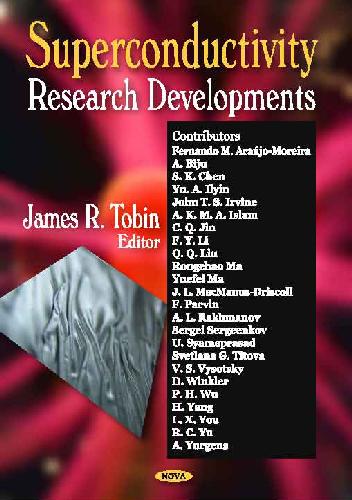 Superconductivity
Research Developments
James R. Tobin
Editor
Contributors
Fernando M. Araújo-Moreira
A. Biju
S. K. Chen
Yu. A. Ilyin
John T. S. Irvine
A. K. M. A. Islam
C. Q. Jin
F. Y. Li
Q. Q. Liu
Rongchao Ma
Yuefei Ma
J. L. MacManus-Driscoll
F. Parvin
A. L. Rakhmanov
Sergei Sergeenkov
U. Syamaprasad
Svetlana G. Titova
V. S. Vysotsky
D. Winkler
P. H. Wu
H. Yang
L. X. You
R. C. Yu
A. Yurgens
NOVA